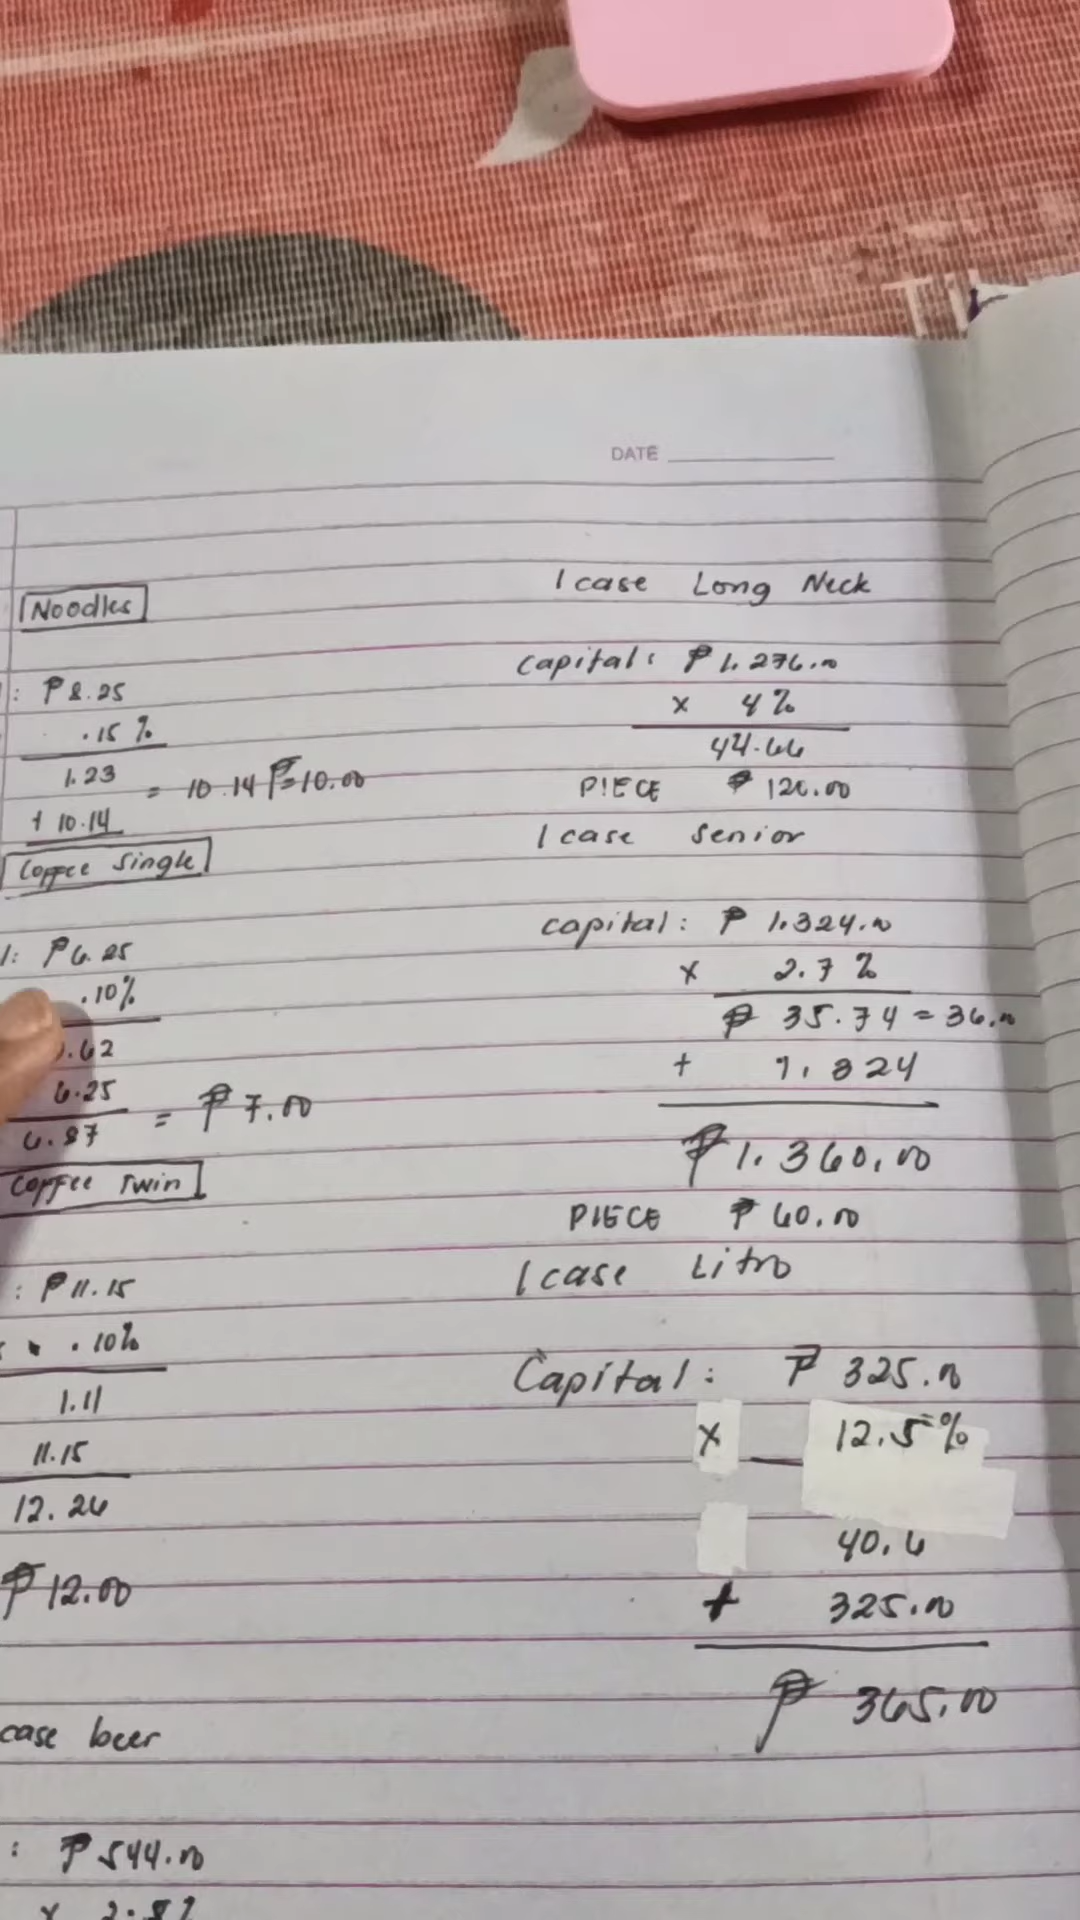 DATE
Noodles
: ₱8.25
.15 %
1.23
+ 10.14
= 10.14 ₱=10.00
Coffee Single
l: ₱6.25
.10%
.62
6.25
6.87
= ₱7.00
Coffee Twin
: ₱11.15
.10%
1.11
11.15
12.26
₱12.00
case beer
: ₱544.00
x 2.8%
1 case Long Neck
capital: ₱1.276.00
x 4%
PIECE ₱ 120.00
1 case Senior
capital: ₱ 1.324.00
x 2.7 %
₱ 35.74 = 36.00
+ 1.324
₱1.360.00
PIECE ₱ 60.00
1 case Litro
Capital: ₱ 325.00
x 12.5%
40.6
+ 325.00
₱ 365.00